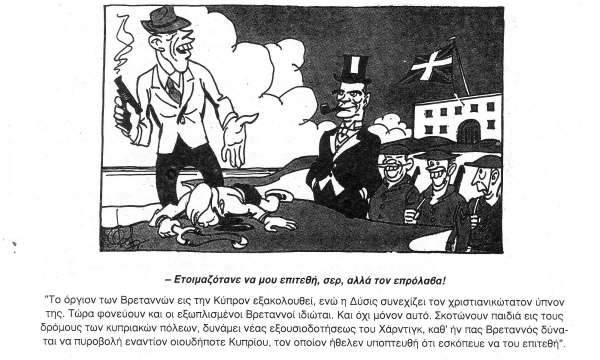 – Ετοιμαζότανε να μου επιτεθή, σερ, αλλά τον επρόλαβα!
"Το όργιον των Βρεταννών εις την Κύπρον εξακολουθεί, ενώ η Δύσις συνεχίζει τον χριστιανικώτατον ύπνον
της. Τώρα φονεύουν και οι εξωπλισμένοι Βρεταννοί ιδιώται. Και όχι μόνον αυτό. Σκοτώνουν παιδιά εις τους
δρόμους των κυπριακών πόλεων, δυνάμει νέας εξουσιοδοτήσεως του Χάρντιγκ, καθ' ήν πας Βρεταννός δύνα-
ται να πυροβολή εναντίον οιουδήποτε Κυπρίου, τον οποίον ήθελεν υποπτευθή ότι εσκόπευε να του επιτεθή".